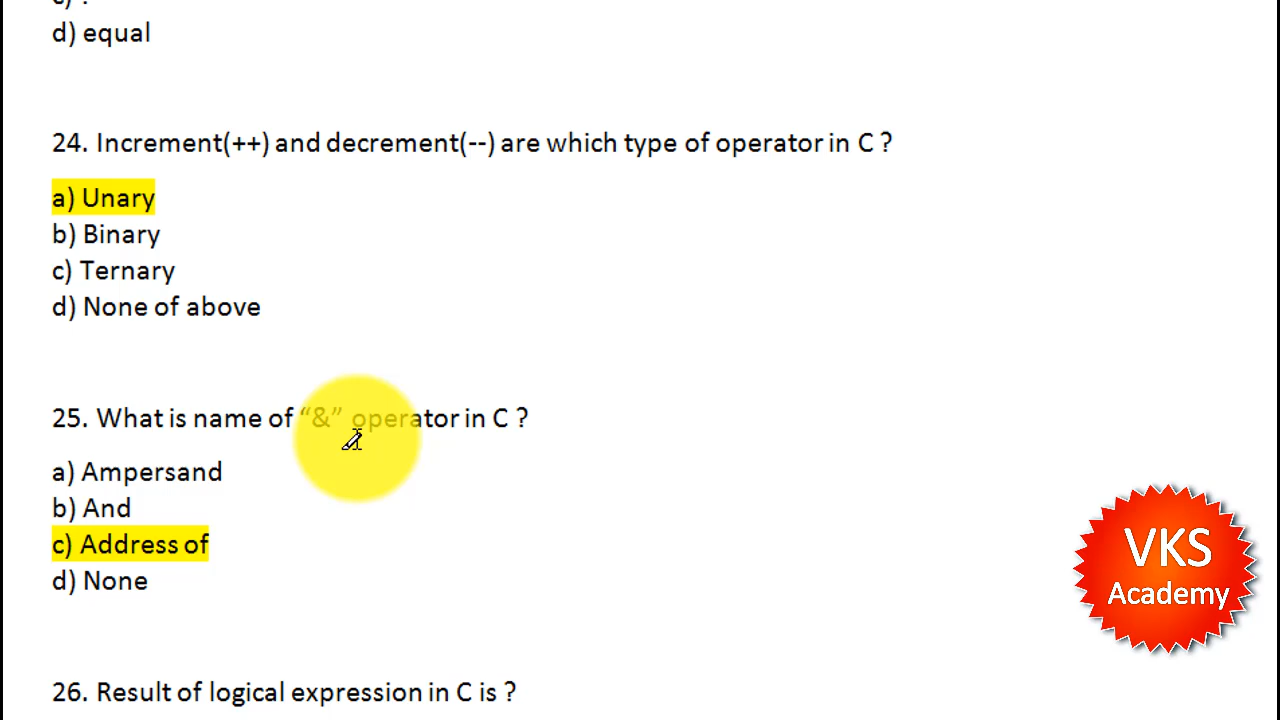 d) equal
24. Increment(++) and decrement(--) are which type of operator in C ?
a) Unary
b) Binary
c) Ternary
d) None of above
25. What is name of “&” operator in C ?
a) Ampersand
b) And
c) Address of
d) None
VKS
Academy
26. Result of logical expression in C is ?